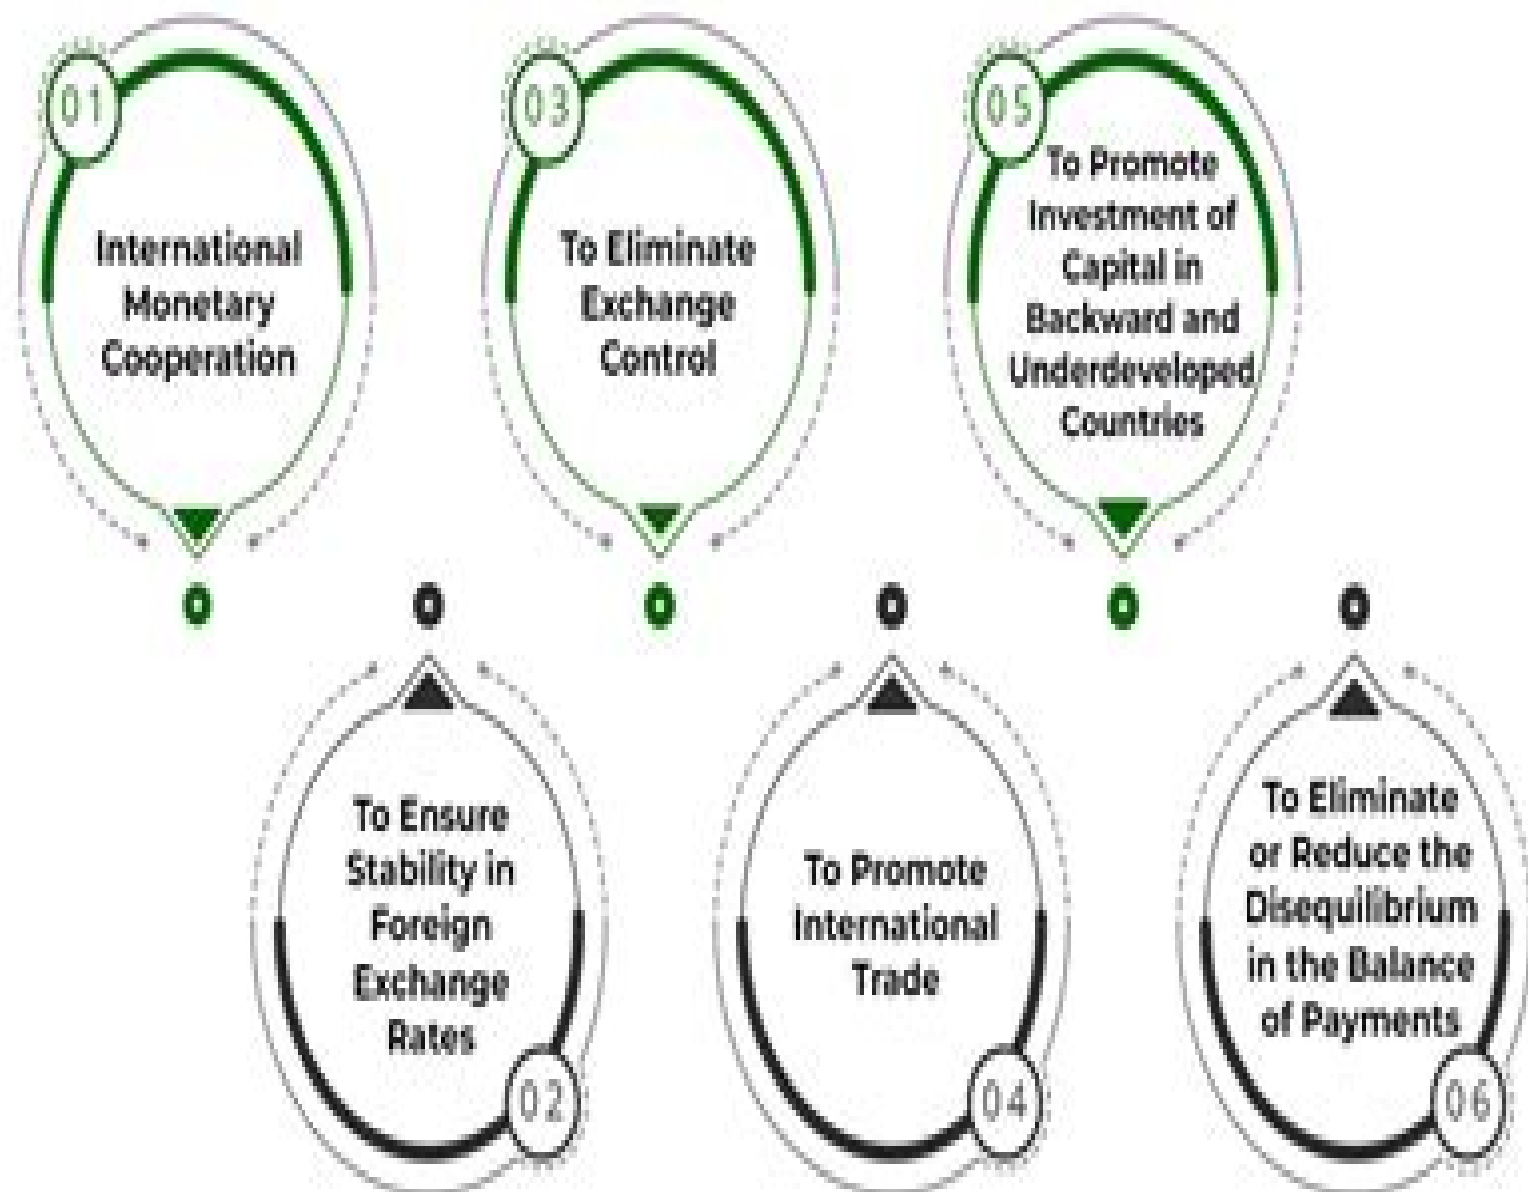 01
International
Monetary
Cooperation
02
To Ensure
Stability in
Foreign
Exchange
Rates
03
To Eliminate
Exchange
Control
04
To Promote
International
Trade
05
To Promote
Investment of
Capital in
Backward and
Underdeveloped
Countries
06
To Eliminate
or Reduce the
Disequilibrium
in the Balance
of Payments